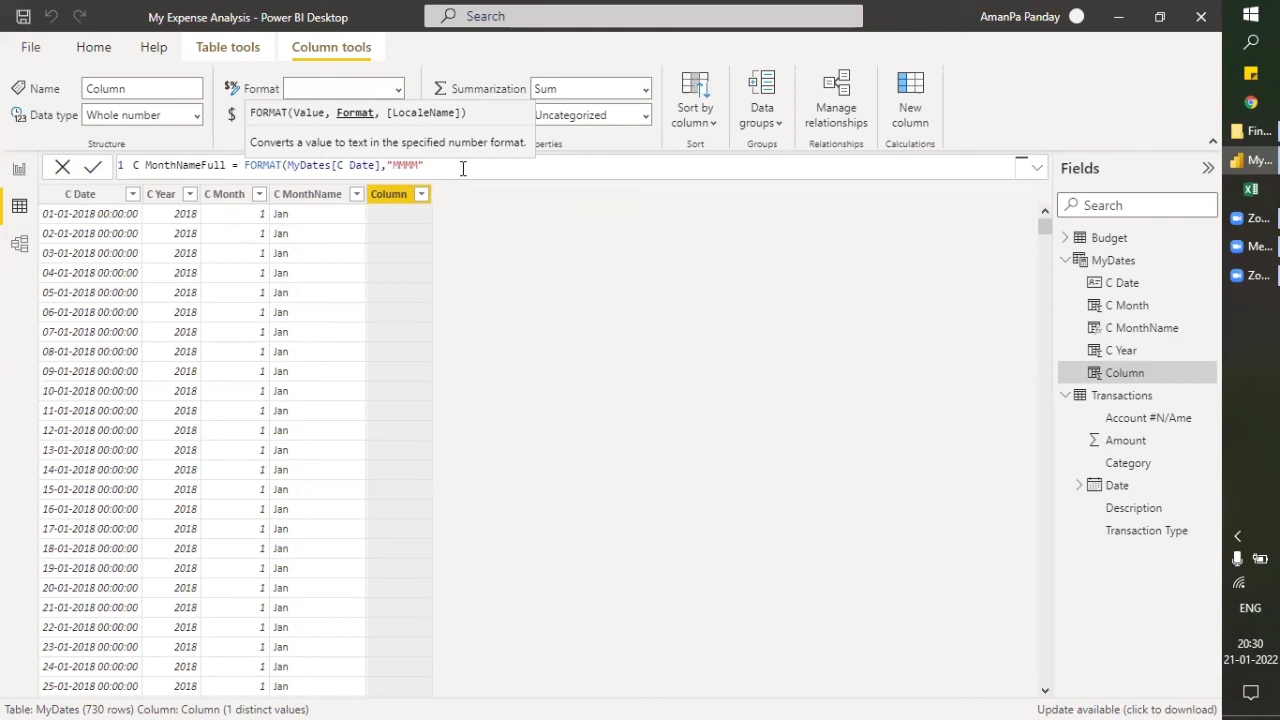 My Expense Analysis - Power BI Desktop
Search
AmanPa Panday
File
Home
Help
Table tools
Column tools
Name
Column
Data type
Whole number
Structure
Format
$
FORMAT(Value, Format, [LocaleName])
Converts a value to text in the specified number format.
Summarization
Sum
Uncategorized
perties
Sort by
column
Sort
Data
groups
Groups
Manage
relationships
Relationships
New
column
Calculations
1 C MonthNameFull = FORMAT(MyDates[C Date],"MMMM"
C Date C Year C Month C MonthName Column
01-01-2018 00:00:00 2018 1 Jan
02-01-2018 00:00:00 2018 1 Jan
03-01-2018 00:00:00 2018 1 Jan
04-01-2018 00:00:00 2018 1 Jan
05-01-2018 00:00:00 2018 1 Jan
06-01-2018 00:00:00 2018 1 Jan
07-01-2018 00:00:00 2018 1 Jan
08-01-2018 00:00:00 2018 1 Jan
09-01-2018 00:00:00 2018 1 Jan
10-01-2018 00:00:00 2018 1 Jan
11-01-2018 00:00:00 2018 1 Jan
12-01-2018 00:00:00 2018 1 Jan
13-01-2018 00:00:00 2018 1 Jan
14-01-2018 00:00:00 2018 1 Jan
15-01-2018 00:00:00 2018 1 Jan
16-01-2018 00:00:00 2018 1 Jan
17-01-2018 00:00:00 2018 1 Jan
18-01-2018 00:00:00 2018 1 Jan
19-01-2018 00:00:00 2018 1 Jan
20-01-2018 00:00:00 2018 1 Jan
21-01-2018 00:00:00 2018 1 Jan
22-01-2018 00:00:00 2018 1 Jan
23-01-2018 00:00:00 2018 1 Jan
24-01-2018 00:00:00 2018 1 Jan
25-01-2018 00:00:00 2018 1 Jan
Fields
Search
Budget
MyDates
C Date
C Month
C MonthName
C Year
Column
Transactions
Account #N/Ame
Amount
Category
Date
Description
Transaction Type
Table: MyDates (730 rows) Column: Column (1 distinct values)
Update available (click to download)
Fin...
My...
Zo...
Me...
Zo...
ENG
20:30
21-01-2022